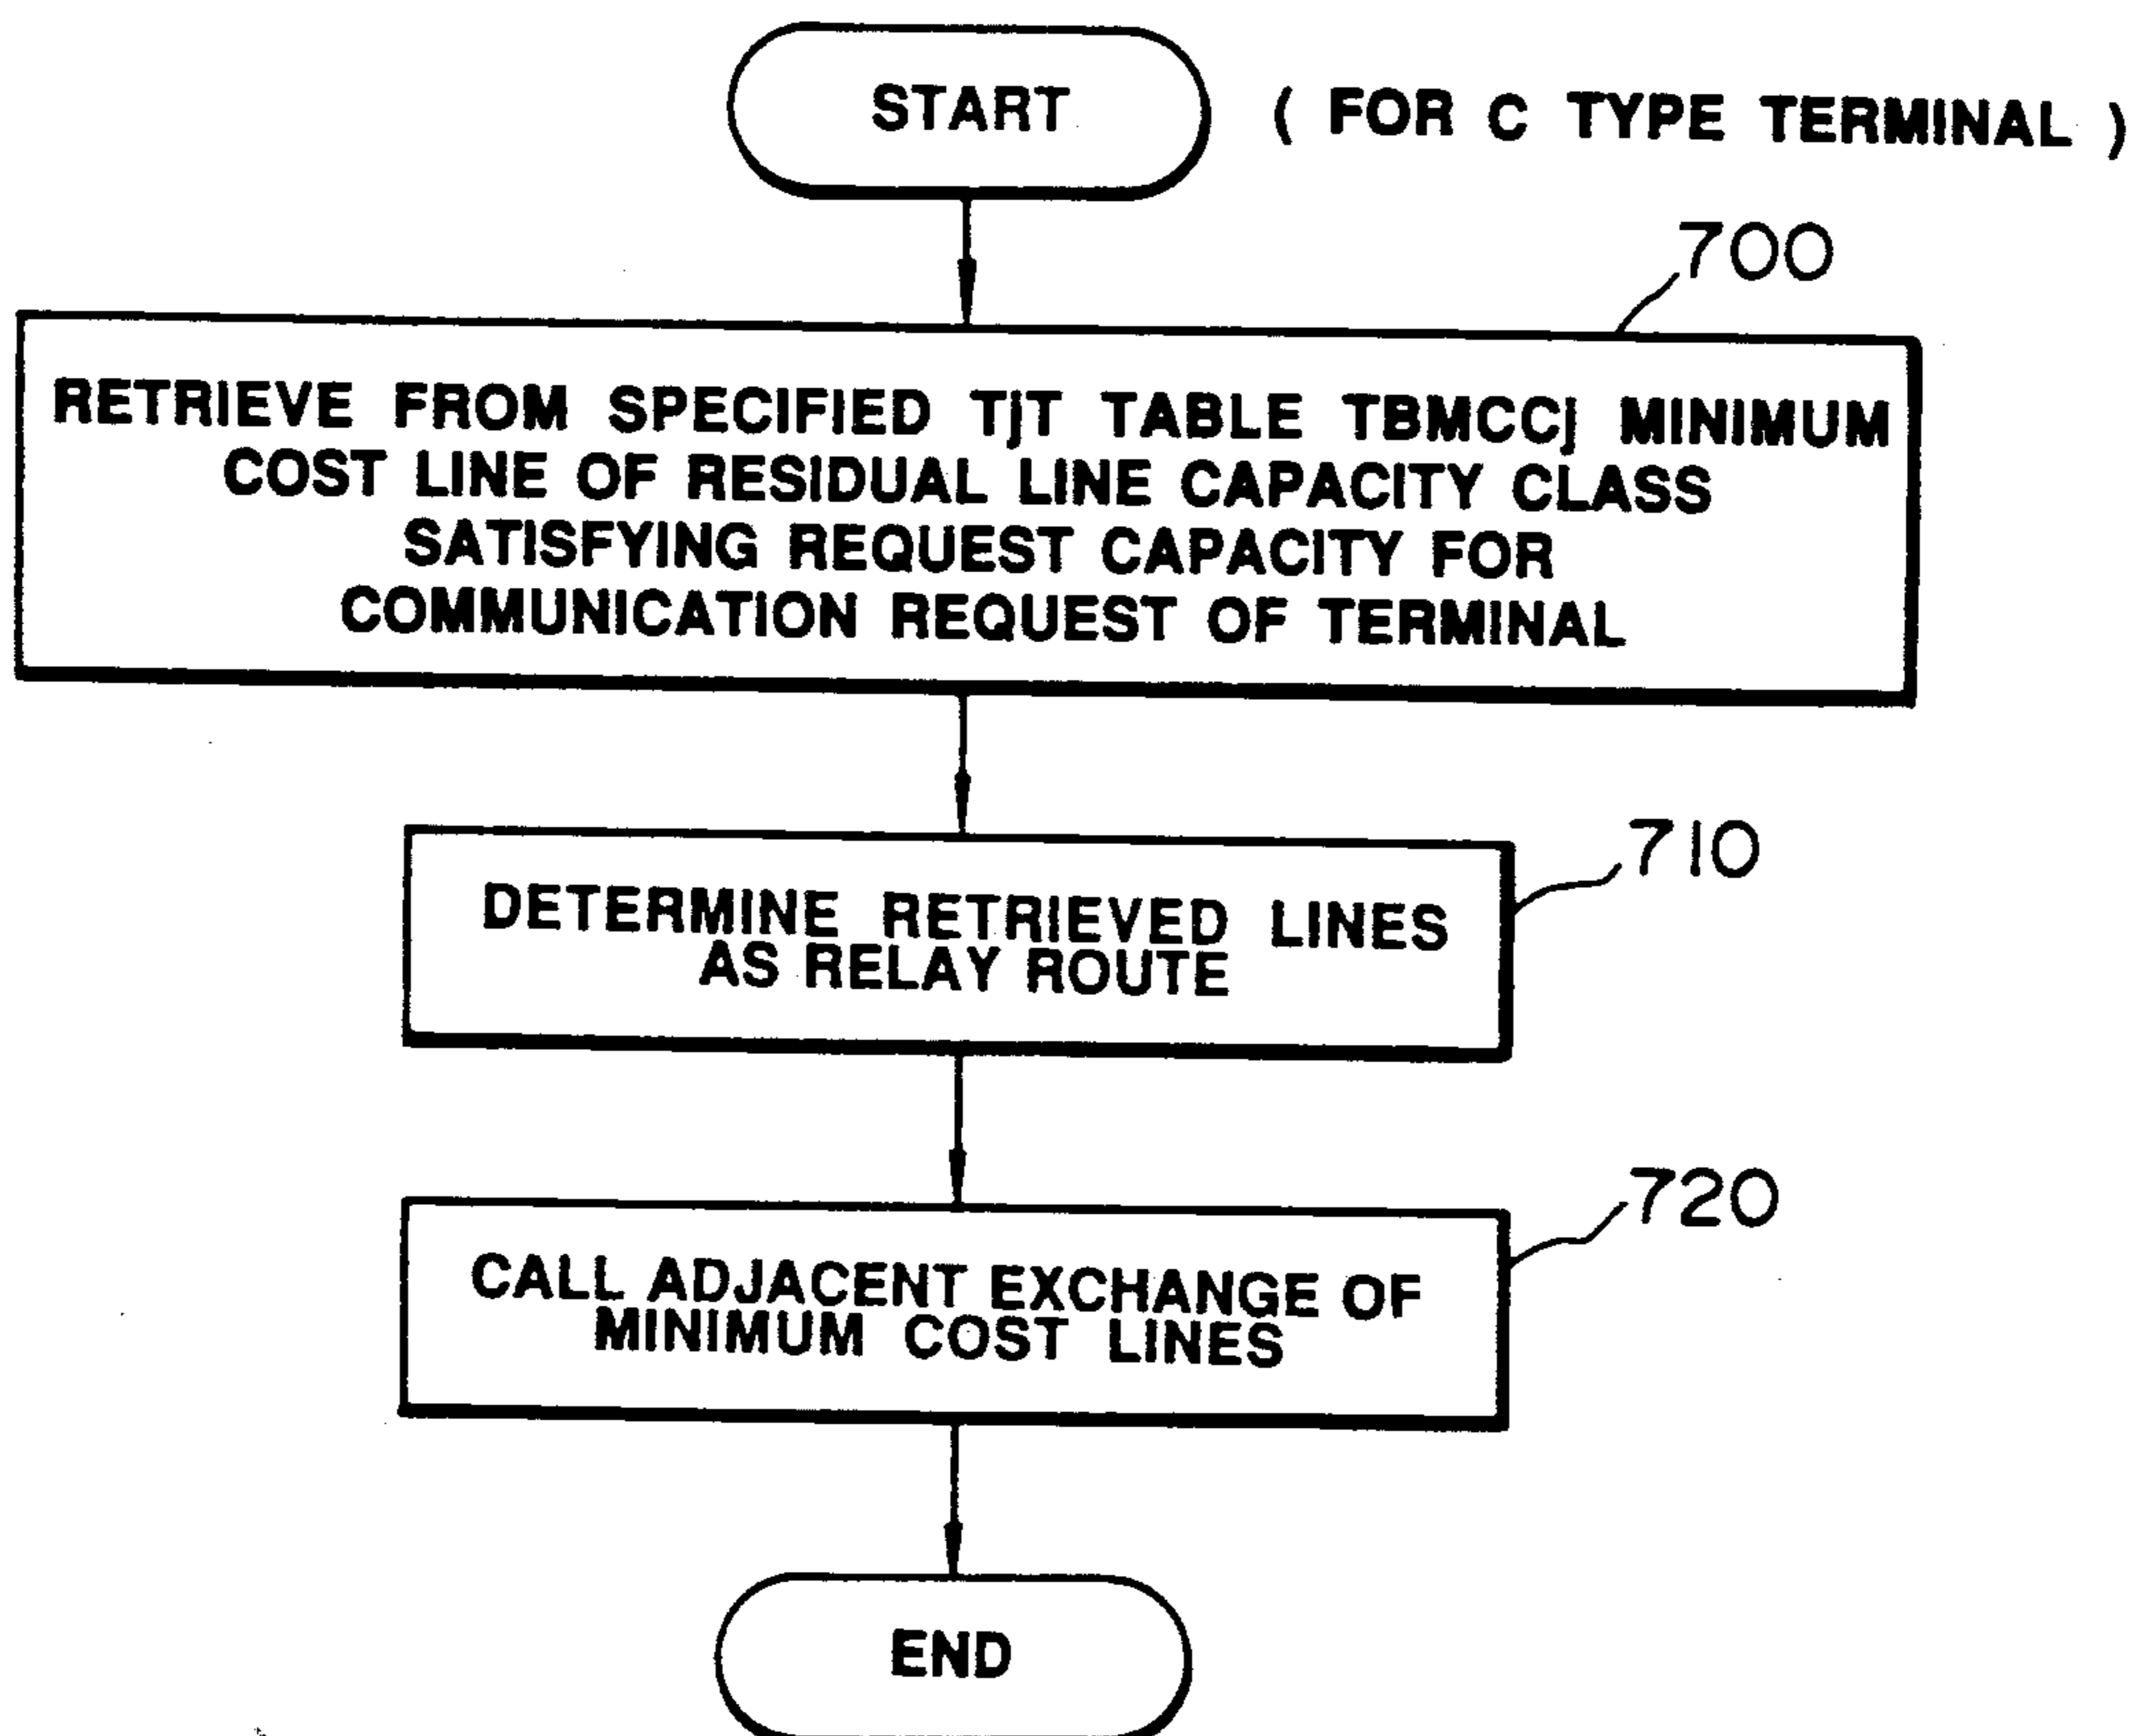 START
( FOR C TYPE TERMINAL )
700
RETRIEVE FROM SPECIFIED TjT TABLE TBMCCj MINIMUM
COST LINE OF RESIDUAL LINE CAPACITY CLASS
SATISFYING REQUEST CAPACITY FOR
COMMUNICATION REQUEST OF TERMINAL
710
DETERMINE RETRIEVED LINES
AS RELAY ROUTE
720
CALL ADJACENT EXCHANGE OF
MINIMUM COST LINES
END